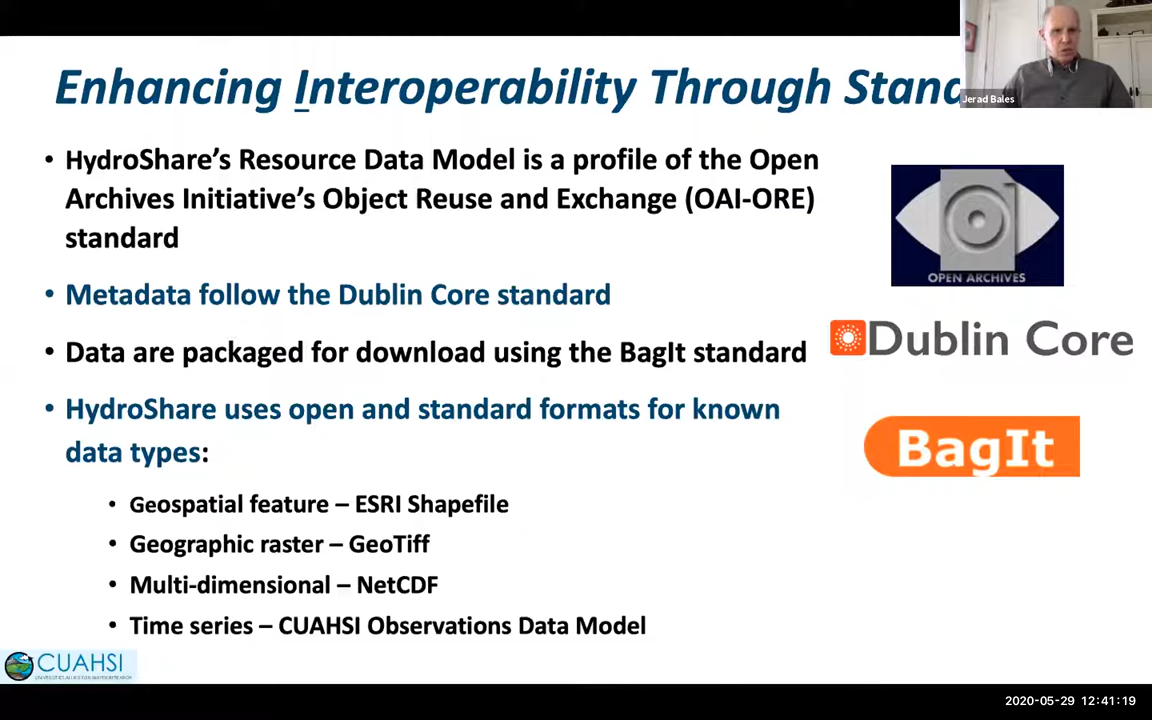 Enhancing Interoperability Through Stand
Jerad Bales
• HydroShare’s Resource Data Model is a profile of the Open
Archives Initiative’s Object Reuse and Exchange (OAI-ORE)
standard
• Metadata follow the Dublin Core standard
• Data are packaged for download using the BagIt standard
• HydroShare uses open and standard formats for known
data types:
• Geospatial feature – ESRI Shapefile
• Geographic raster – GeoTiff
• Multi-dimensional – NetCDF
• Time series – CUAHSI Observations Data Model
OPEN ARCHIVES
Dublin Core
BagIt
CUAHSI
2020-05-29 12:41:19